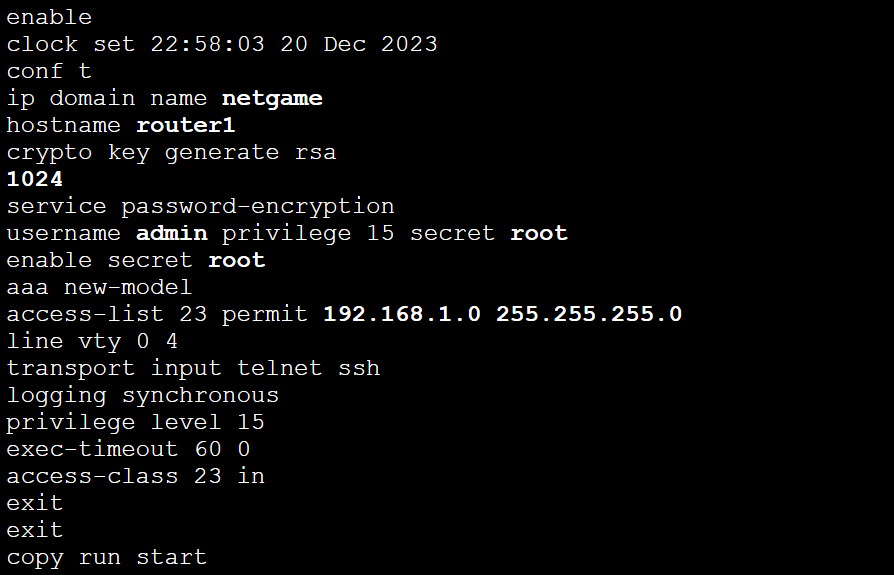 enable
clock set 22:58:03 20 Dec 2023
conf t
ip domain name netgame
hostname router1
crypto key generate rsa
1024
service password-encryption
username admin privilege 15 secret root
enable secret root
aaa new-model
access-list 23 permit 192.168.1.0 255.255.255.0
line vty 0 4
transport input telnet ssh
logging synchronous
privilege level 15
exec-timeout 60 0
access-class 23 in
exit
exit
copy run start